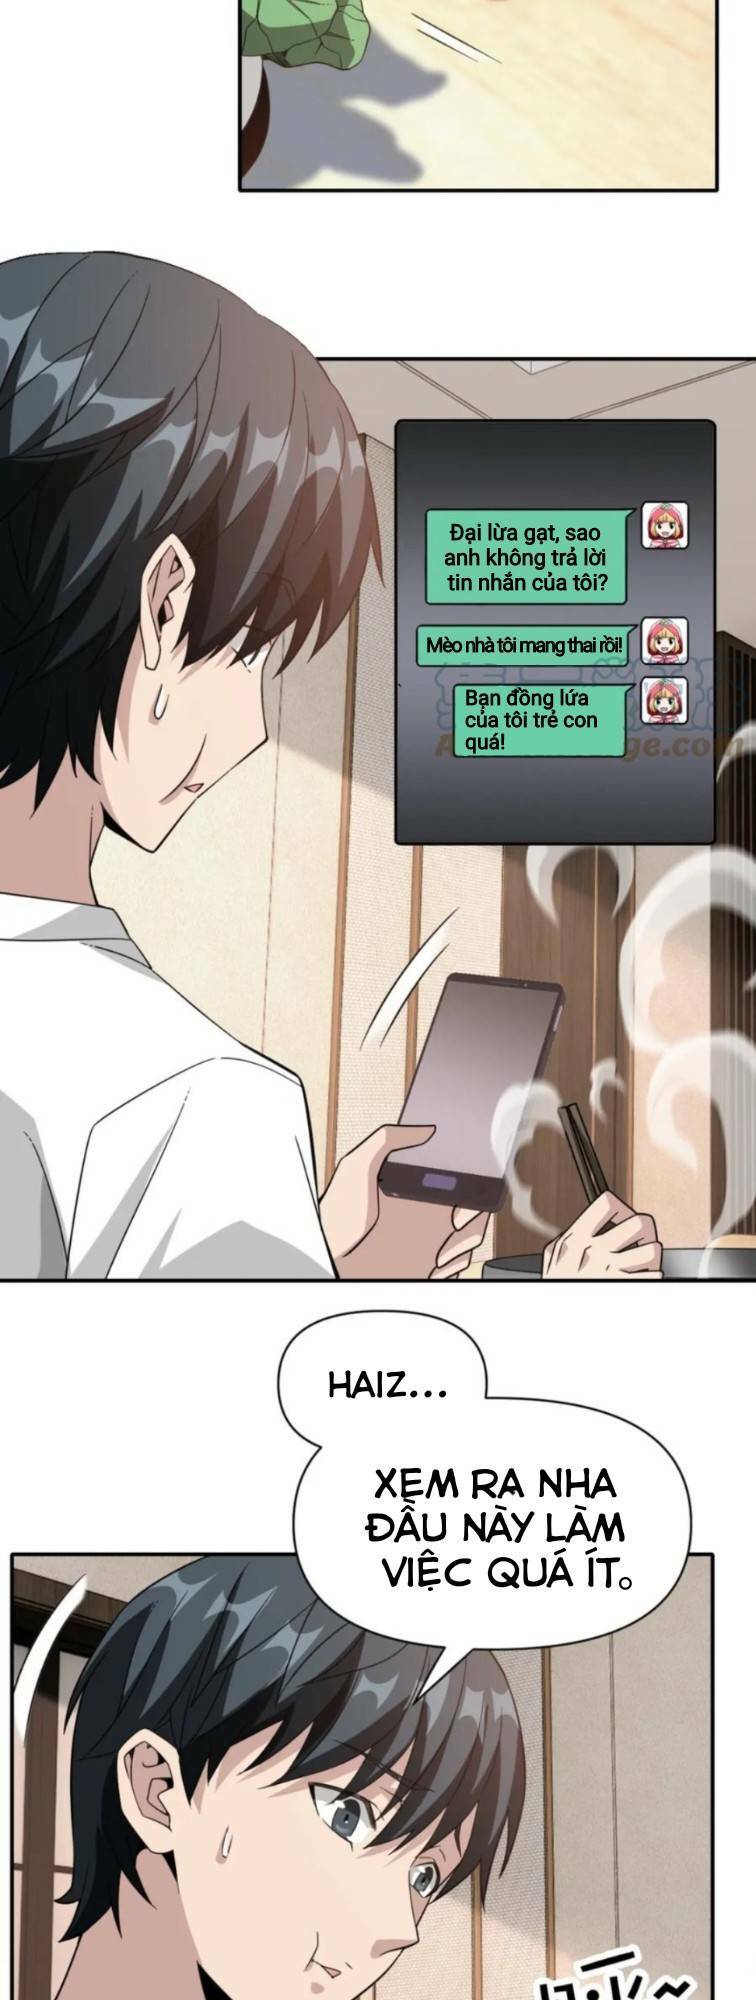 Đại lừa gạt, sao
anh không trả lời
tin nhắn của tôi?
Mèo nhà tôi mang thai rồi!
Bạn đồng lứa
của tôi trẻ con
quá!
HAIZ...
XEM RA NHA
ĐẦU NÀY LÀM
VIỆC QUÁ ÍT.